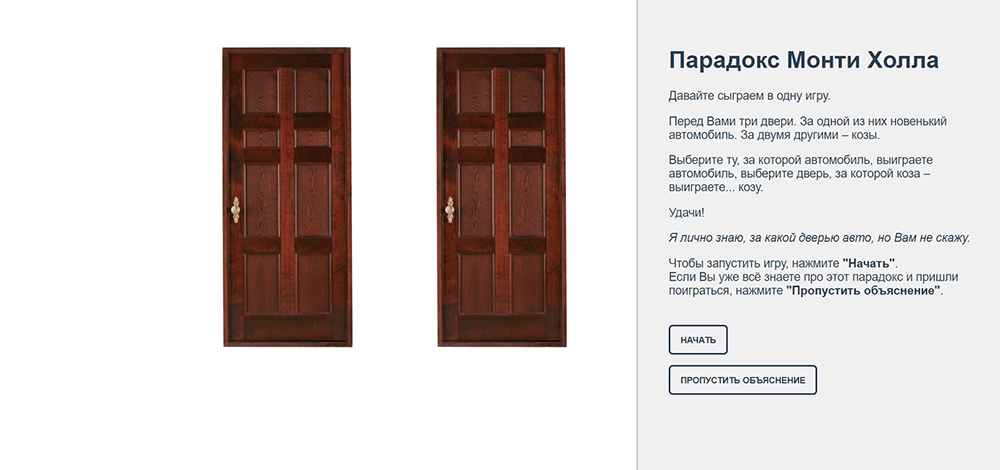 Парадокс Монти Холла
Давайте сыграем в одну игру.
Перед Вами три двери. За одной из них новенький
автомобиль. За двумя другими – козы.
Выберите ту, за которой автомобиль, выиграете
автомобиль, выберите дверь, за которой коза –
выиграете... козу.
Удачи!
Я лично знаю, за какой дверью авто, но Вам не скажу.
Чтобы запустить игру, нажмите "Начать".
Если Вы уже всё знаете про этот парадокс и пришли
поиграться, нажмите "Пропустить объяснение".
НАЧАТЬ
ПРОПУСТИТЬ ОБЪЯСНЕНИЕ